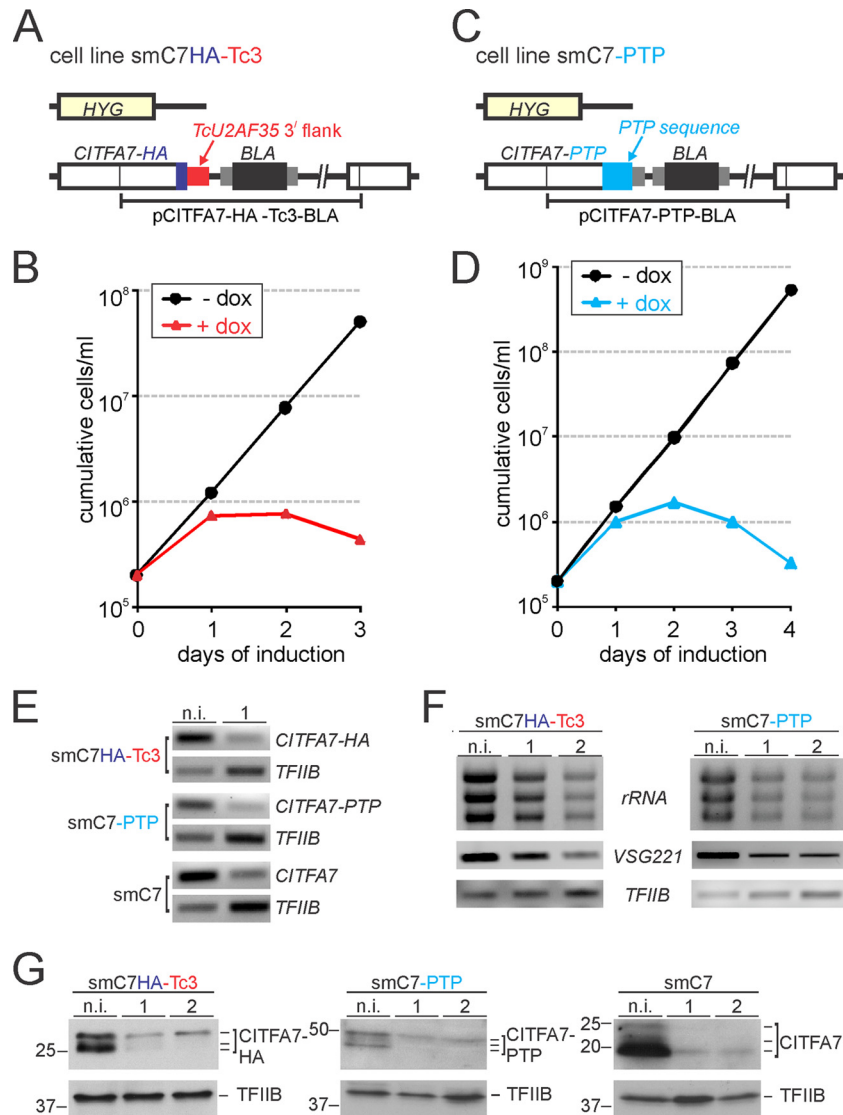 A
cell line smC7HA-Tc3
HYG
TcU2AF35 3′ flank
CITFA7-HA
BLA
pCITFA7-HA -Tc3-BLA
C
cell line smC7-PTP
HYG
PTP sequence
CITFA7-PTP
BLA
pCITFA7-PTP-BLA
B
- dox
+ dox
cumulative cells/ml
10^8
10^7
10^6
10^5
0 1 2 3
days of induction
D
- dox
+ dox
cumulative cells/ml
10^9
10^8
10^7
10^6
10^5
0 1 2 3 4
days of induction
E
n.i. 1
smC7HA-Tc3
CITFA7-HA
TFIIB
smC7-PTP
CITFA7-PTP
TFIIB
smC7
CITFA7
TFIIB
F
smC7HA-Tc3
n.i. 1 2
smC7-PTP
n.i. 1 2
rRNA
VSG221
TFIIB
G
smC7HA-Tc3
n.i. 1 2
25–
CITFA7-
HA
37–
– TFIIB
smC7-PTP
n.i. 1 2
50–
CITFA7-
PTP
37–
– TFIIB
smC7
n.i. 1 2
25–
20–
CITFA7
37–
– TFIIB